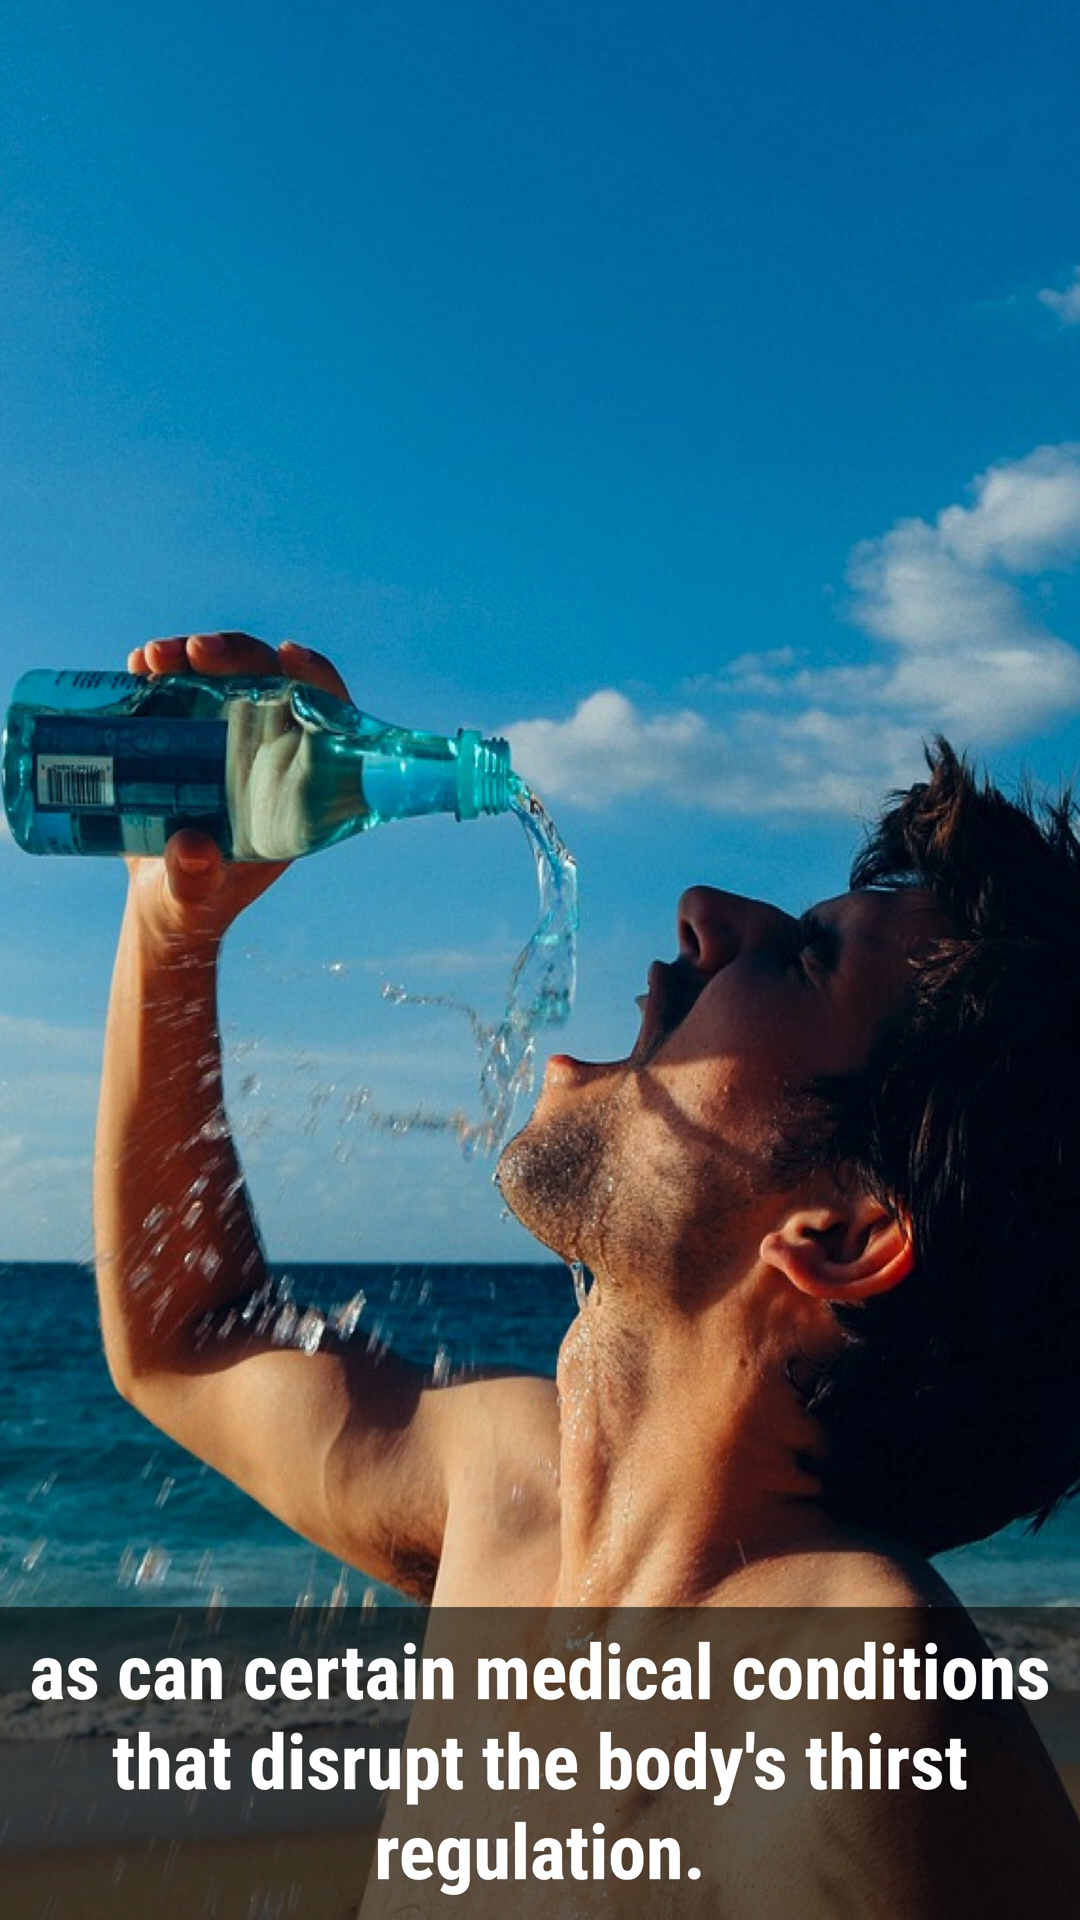 as can certain medical conditions
that disrupt the body's thirst
regulation.